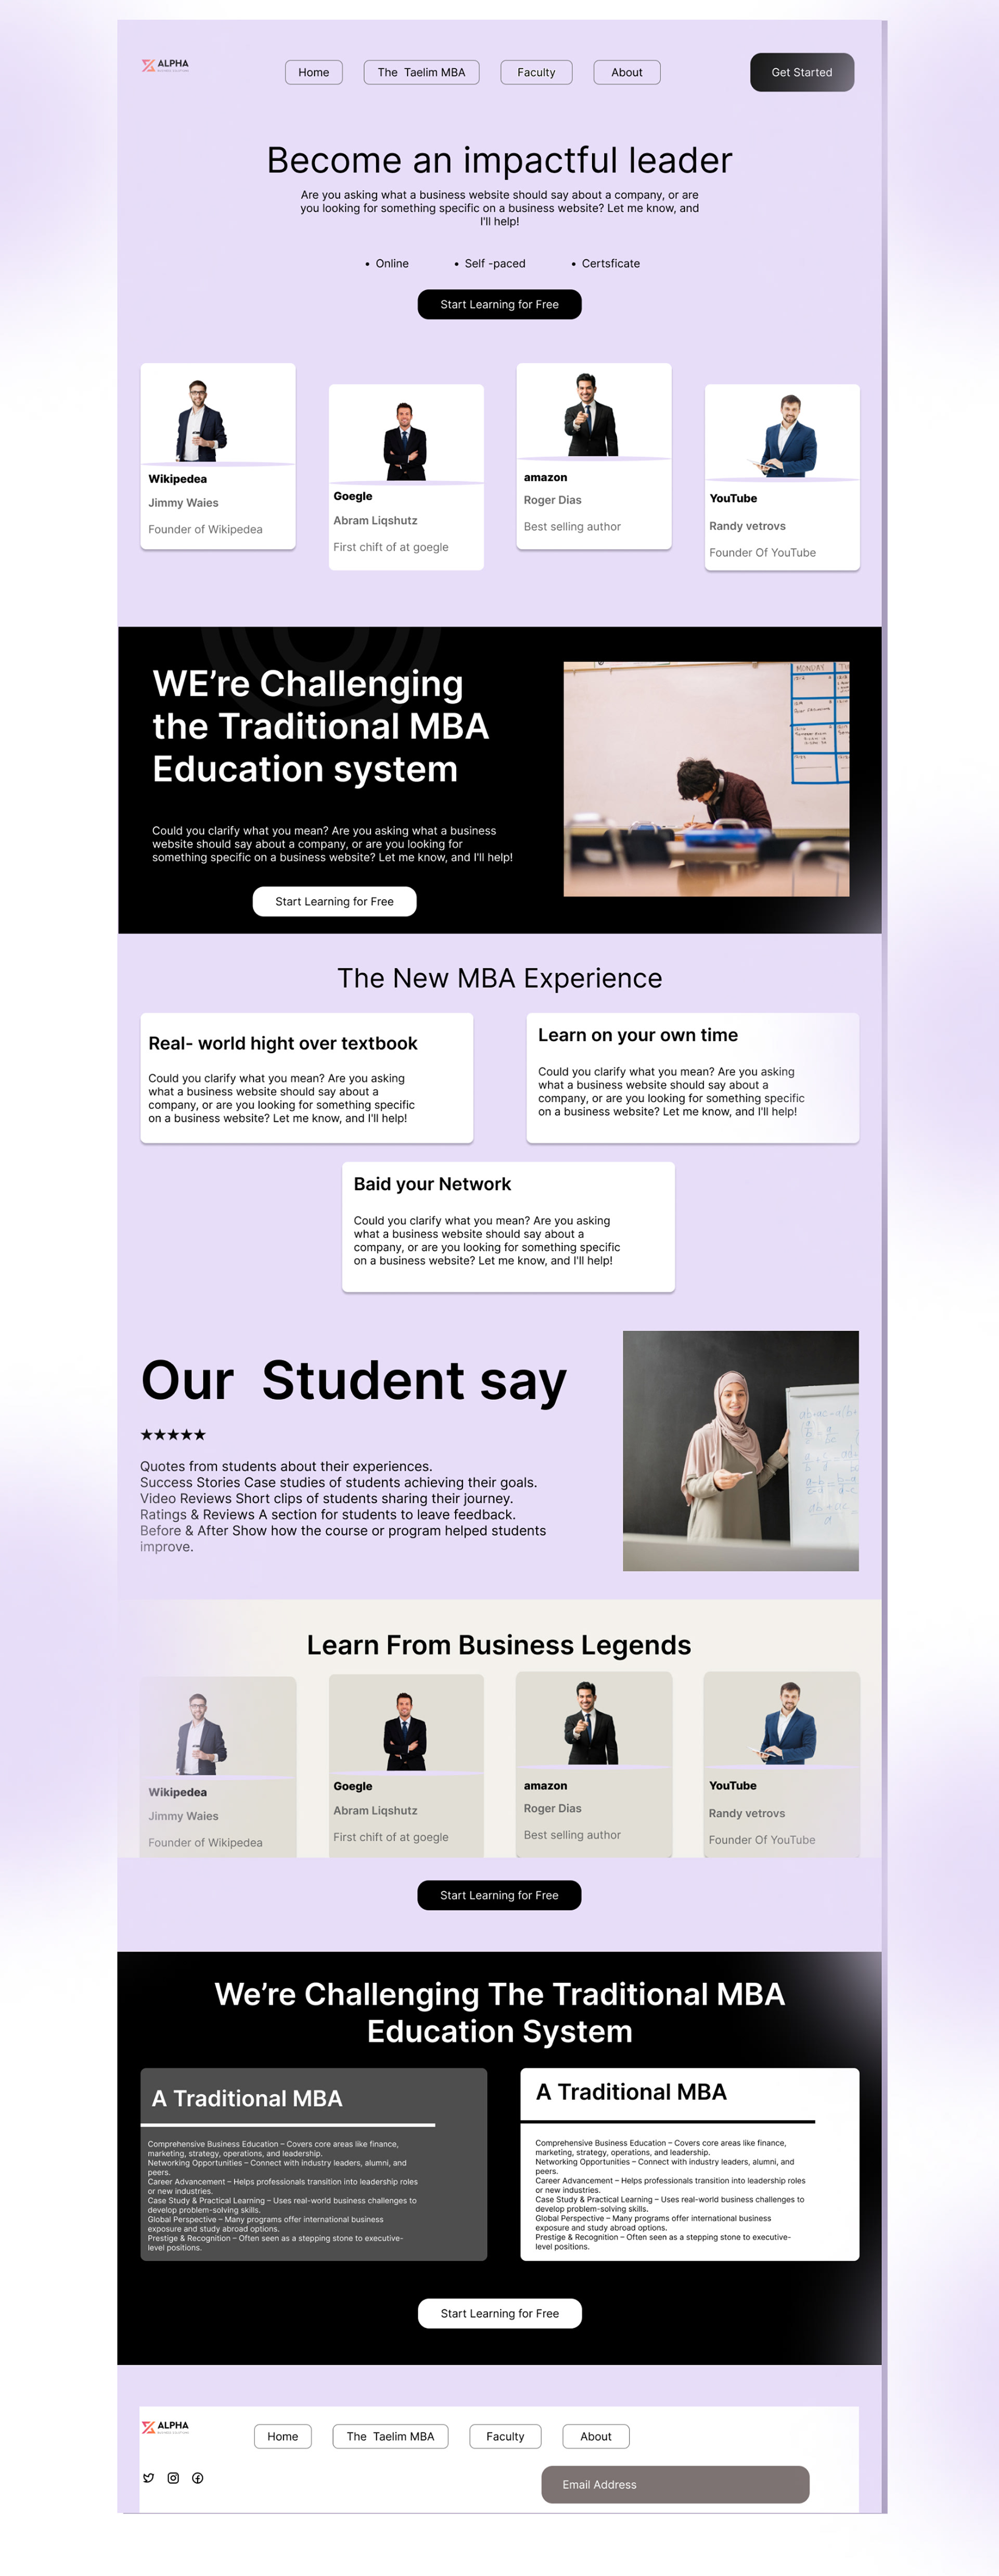 ALPHA
BUSINESS SOLUTIONS
Home
The Taelim MBA
Faculty
About
Get Started
Become an impactful leader
Are you asking what a business website should say about a company, or are
you looking for something specific on a business website? Let me know, and
I'll help!
• Online
• Self -paced
• Certsficate
Start Learning for Free
Wikipedea
Jimmy Waies
Founder of Wikipedea
Goegle
Abram Liqshutz
First chift of at goegle
amazon
Roger Dias
Best selling author
YouTube
Randy vetrovs
Founder Of YouTube
WE're Challenging
the Traditional MBA
Education system
Could you clarify what you mean? Are you asking what a business
website should say about a company, or are you looking for
something specific on a business website? Let me know, and I'll help!
Start Learning for Free
MONDAY
The New MBA Experience
Real- world hight over textbook
Could you clarify what you mean? Are you asking
what a business website should say about a
company, or are you looking for something specific
on a business website? Let me know, and I'll help!
Learn on your own time
Could you clarify what you mean? Are you asking
what a business website should say about a
company, or are you looking for something specific
on a business website? Let me know, and I'll help!
Baid your Network
Could you clarify what you mean? Are you asking
what a business website should say about a
company, or are you looking for something specific
on a business website? Let me know, and I'll help!
Our Student say
★★★★★
Quotes from students about their experiences.
Success Stories Case studies of students achieving their goals.
Video Reviews Short clips of students sharing their journey.
Ratings & Reviews A section for students to leave feedback.
Before & After Show how the course or program helped students
improve.
Learn From Business Legends
Wikipedea
Jimmy Waies
Founder of Wikipedea
Goegle
Abram Liqshutz
First chift of at goegle
amazon
Roger Dias
Best selling author
YouTube
Randy vetrovs
Founder Of YouTube
Start Learning for Free
We're Challenging The Traditional MBA
Education System
A Traditional MBA
Comprehensive Business Education – Covers core areas like finance,
marketing, strategy, operations, and leadership.
Networking Opportunities – Connect with industry leaders, alumni, and
peers.
Career Advancement – Helps professionals transition into leadership roles
or new industries.
Case Study & Practical Learning – Uses real-world business challenges to
develop problem-solving skills.
Global Perspective – Many programs offer international business
exposure and study abroad options.
Prestige & Recognition – Often seen as a stepping stone to executive-
level positions.
A Traditional MBA
Comprehensive Business Education – Covers core areas like finance,
marketing, strategy, operations, and leadership.
Networking Opportunities – Connect with industry leaders, alumni, and
peers.
Career Advancement – Helps professionals transition into leadership roles
or new industries.
Case Study & Practical Learning – Uses real-world business challenges to
develop problem-solving skills.
Global Perspective – Many programs offer international business
exposure and study abroad options.
Prestige & Recognition – Often seen as a stepping stone to executive-
level positions.
Start Learning for Free
ALPHA
BUSINESS SOLUTIONS
Home
The Taelim MBA
Faculty
About
Email Address